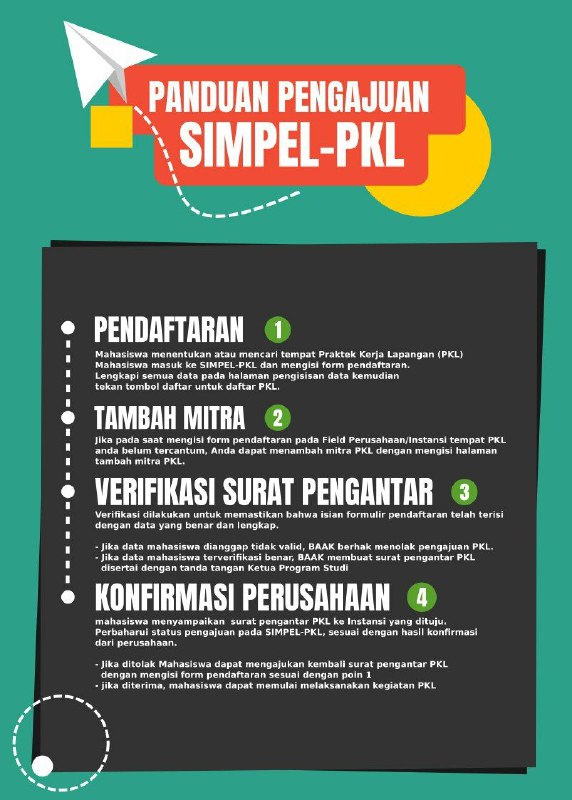 PANDUAN PENGAJUAN
SIMPEL-PKL
PENDAFTARAN 1
Mahasiswa menentukan atau mencari tempat Praktek Kerja Lapangan (PKL)
Mahasiswa masuk ke SIMPEL-PKL dan mengisi form pendaftaran.
Lengkapi semua data pada halaman pengisisan data kemudian
tekan tombol daftar untuk daftar PKL.
TAMBAH MITRA 2
Jika pada saat mengisi form pendaftaran pada Field Perusahaan/Instansi tempat PKL
anda belum tercantum, Anda dapat menambah mitra PKL dengan mengisi halaman
tambah mitra PKL.
VERIFIKASI SURAT PENGANTAR 3
Verifikasi dilakukan untuk memastikan bahwa isian formulir pendaftaran telah terisi
dengan data yang benar dan lengkap.
- Jika data mahasiswa dianggap tidak valid, BAAK berhak menolak pengajuan PKL.
- Jika data mahasiswa terverifikasi benar, BAAK membuat surat pengantar PKL
disertai dengan tanda tangan Ketua Program Studi
KONFIRMASI PERUSAHAAN 4
mahasiswa menyampaikan surat pengantar PKL ke Instansi yang dituju.
Perbaharui status pengajuan pada SIMPEL-PKL, sesuai dengan hasil konfirmasi
dari perusahaan.
- Jika ditolak Mahasiswa dapat mengajukan kembali surat pengantar PKL
dengan mengisi form pendaftaran sesuai dengan poin 1
- jika diterima, mahasiswa dapat memulai melaksanakan kegiatan PKL